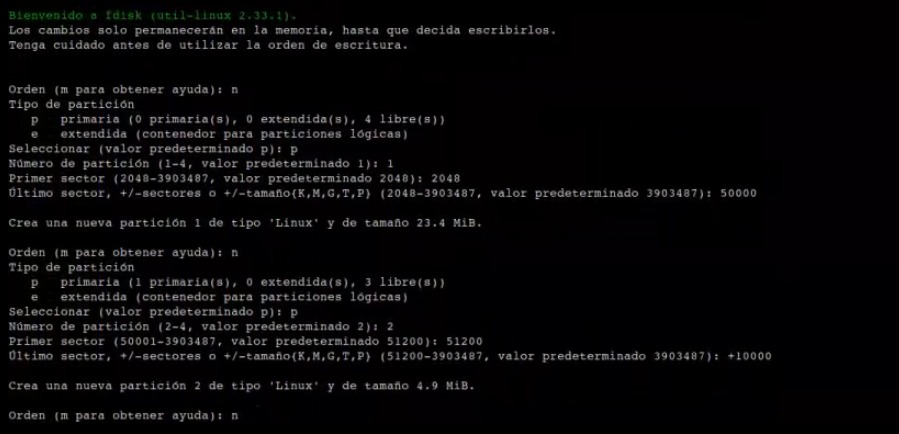 Bienvenido a fdisk (util-linux 2.33.1).
Los cambios solo permanecerán en la memoria, hasta que decida escribirlos.
Tenga cuidado antes de utilizar la orden de escritura.
Orden (m para obtener ayuda): n
Tipo de partición
p primaria (0 primaria(s), 0 extendida(s), 4 libre(s))
e extendida (contenedor para particiones lógicas)
Seleccionar (valor predeterminado p): p
Número de partición (1-4, valor predeterminado 1): 1
Primer sector (2048-3903487, valor predeterminado 2048): 2048
Último sector, +/-sectores o +/-tamaño{K,M,G,T,P} (2048-3903487, valor predeterminado 3903487): 50000
Crea una nueva partición 1 de tipo 'Linux' y de tamaño 23.4 MiB.
Orden (m para obtener ayuda): n
Tipo de partición
p primaria (1 primaria(s), 0 extendida(s), 3 libre(s))
e extendida (contenedor para particiones lógicas)
Seleccionar (valor predeterminado p): p
Número de partición (2-4, valor predeterminado 2): 2
Primer sector (50001-3903487, valor predeterminado 51200): 51200
Último sector, +/-sectores o +/-tamaño{K,M,G,T,P} (51200-3903487, valor predeterminado 3903487): +10000
Crea una nueva partición 2 de tipo 'Linux' y de tamaño 4.9 MiB.
Orden (m para obtener ayuda): n